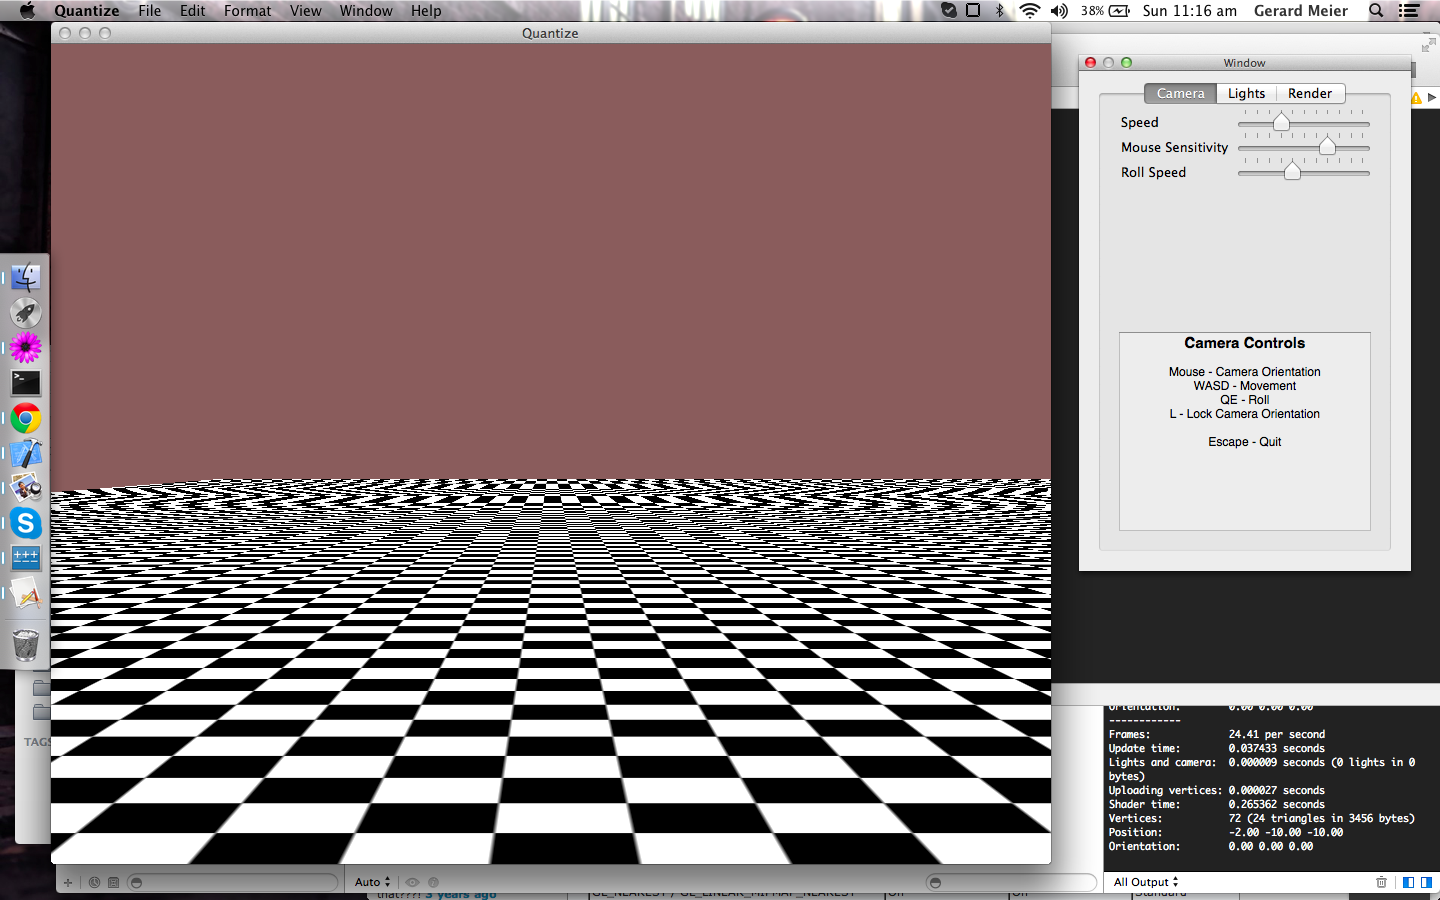 Quantize File Edit Format View Window Help
38% Sun 11:16 am Gerard Meier
Quantize
Window
Camera Lights Render
Speed
Mouse Sensitivity
Roll Speed
Camera Controls
Mouse - Camera Orientation
WASD - Movement
QE - Roll
L - Lock Camera Orientation
Escape - Quit
TAGS
Orientation: 0.00 0.00 0.00
------------
Frames: 24.41 per second
Update time: 0.037433 seconds
Lights and camera: 0.000009 seconds (0 lights in 0
bytes)
Uploading vertices: 0.000027 seconds
Shader time: 0.265362 seconds
Vertices: 72 (24 triangles in 3456 bytes)
Position: -2.00 -10.00 -10.00
Orientation: 0.00 0.00 0.00
Auto
All Output
that??? 3 years ago
GL_NEAREST / GL_LINEAR_MIPMAP_NEAREST
Standard